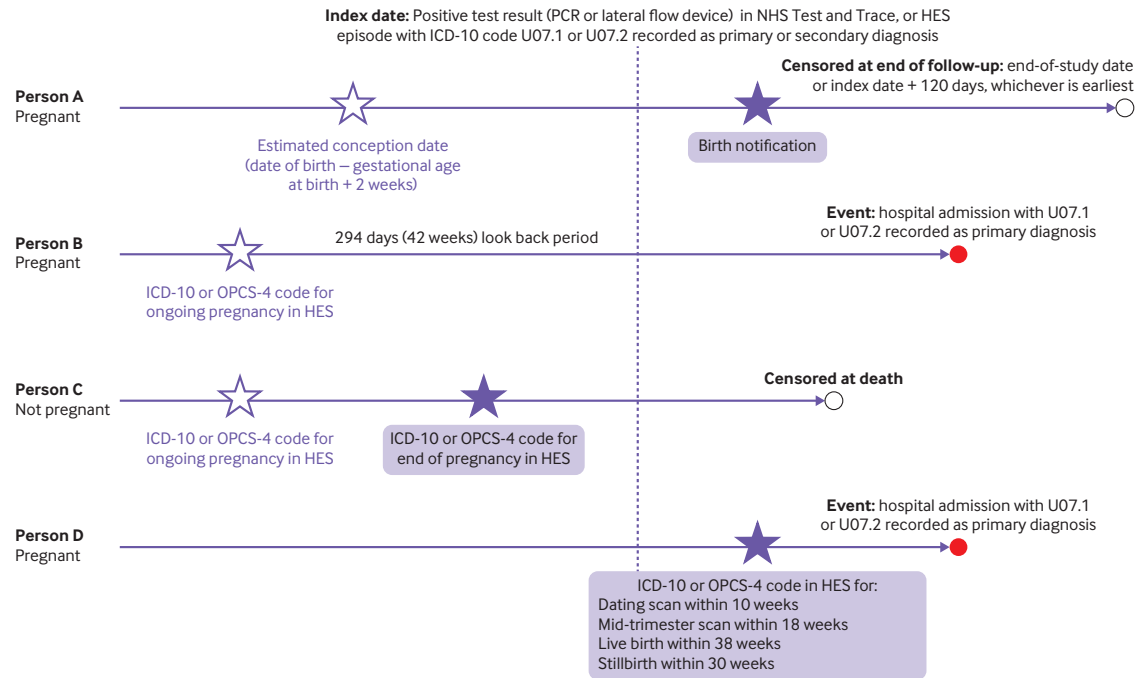 Index date: Positive test result (PCR or lateral flow device) in NHS Test and Trace, or HES
episode with ICD-10 code U07.1 or U07.2 recorded as primary or secondary diagnosis
Censored at end of follow-up: end-of-study date
or index date + 120 days, whichever is earliest
Person A
Pregnant
Estimated conception date
(date of birth – gestational age
at birth + 2 weeks)
Birth notification
Event: hospital admission with U07.1
or U07.2 recorded as primary diagnosis
294 days (42 weeks) look back period
Person B
Pregnant
ICD-10 or OPCS-4 code for
ongoing pregnancy in HES
Censored at death
Person C
Not pregnant
ICD-10 or OPCS-4 code for
ongoing pregnancy in HES
ICD-10 or OPCS-4 code for
end of pregnancy in HES
Event: hospital admission with U07.1
or U07.2 recorded as primary diagnosis
Person D
Pregnant
ICD-10 or OPCS-4 code in HES for:
Dating scan within 10 weeks
Mid-trimester scan within 18 weeks
Live birth within 38 weeks
Stillbirth within 30 weeks